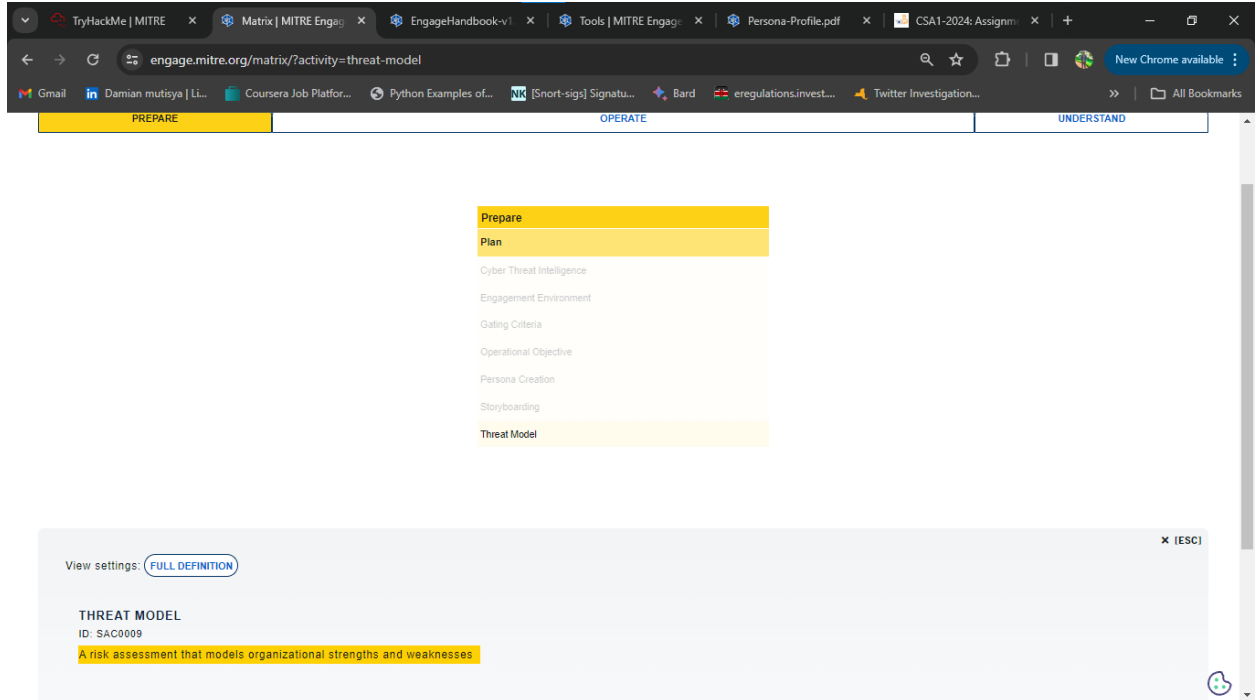 TryHackMe | MITRE
Matrix | MITRE Engag
EngageHandbook-v1
Tools | MITRE Engage
Persona-Profile.pdf
CSA1-2024: Assignm
engage.mitre.org/matrix/?activity=threat-model
New Chrome available
Gmail
Damian mutisya | Li...
Coursera Job Platfor...
Python Examples of...
NK [Snort-sigs] Signatu...
Bard
eregulations.invest....
Twitter Investigation...
»
All Bookmarks
PREPARE
OPERATE
UNDERSTAND
Prepare
Plan
Cyber Threat Intelligence
Engagement Environment
Gating Criteria
Operational Objective
Persona Creation
Storyboarding
Threat Model
× [ESC]
View settings: FULL DEFINITION
THREAT MODEL
ID: SAC0009
A risk assessment that models organizational strengths and weaknesses